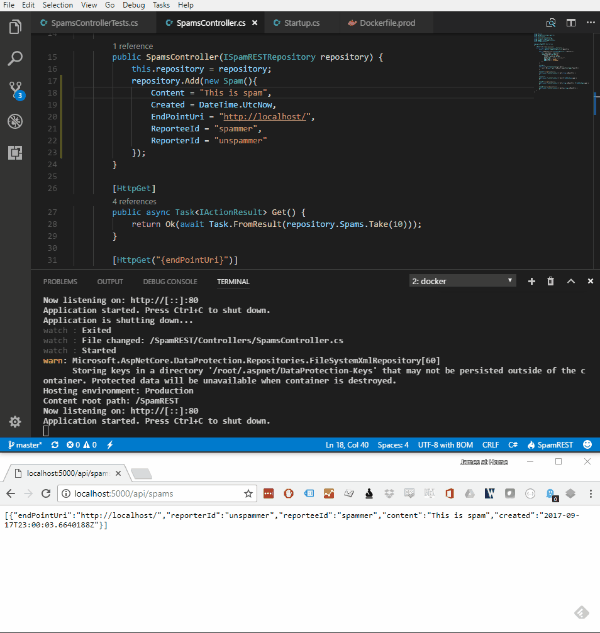 File Edit Selection View Go Debug Tasks Help
SpamsControllerTests.cs SpamsController.cs Startup.cs Dockerfile.prod
1 reference
15 public SpamsController(ISpamRESTRepository repository) {
16 this.repository = repository;
17 repository.Add(new Spam(){
18 Content = "This is spam",
19 Created = DateTime.UtcNow,
20 EndPointUri = "http://localhost/",
21 ReporteeId = "spammer",
22 ReporterId = "unspammer"
23 });
24 }
25
26 [HttpGet]
4 references
27 public async Task<IActionResult> Get() {
28 return Ok(await Task.FromResult(repository.Spams.Take(10)));
29 }
30
31 [HttpGet("{endPointUri}")]
3
PROBLEMS OUTPUT DEBUG CONSOLE TERMINAL 2: docker
Now listening on: http://[::]:80
Application started. Press Ctrl+C to shut down.
Application is shutting down...
watch : Exited
watch : File changed: /SpamREST/Controllers/SpamsController.cs
watch : Started
warn: Microsoft.AspNetCore.DataProtection.Repositories.FileSystemXmlRepository[60]
Storing keys in a directory '/root/.aspnet/DataProtection-Keys' that may not be persisted outside of the c
ontainer. Protected data will be unavailable when container is destroyed.
Hosting environment: Production
Content root path: /SpamREST
Now listening on: http://[::]:80
Application started. Press Ctrl+C to shut down.
master* 0 0 Ln 18, Col 40 Spaces: 4 UTF-8 with BOM CRLF C# SpamREST
localhost:5000/api/spams
localhost:5000/api/spams
[{"endPointUri":"http://localhost/","reporterId":"unspammer","reporteeId":"spammer","content":"This is spam","created":"2017-09-
17T23:00:03.6640188Z"}]